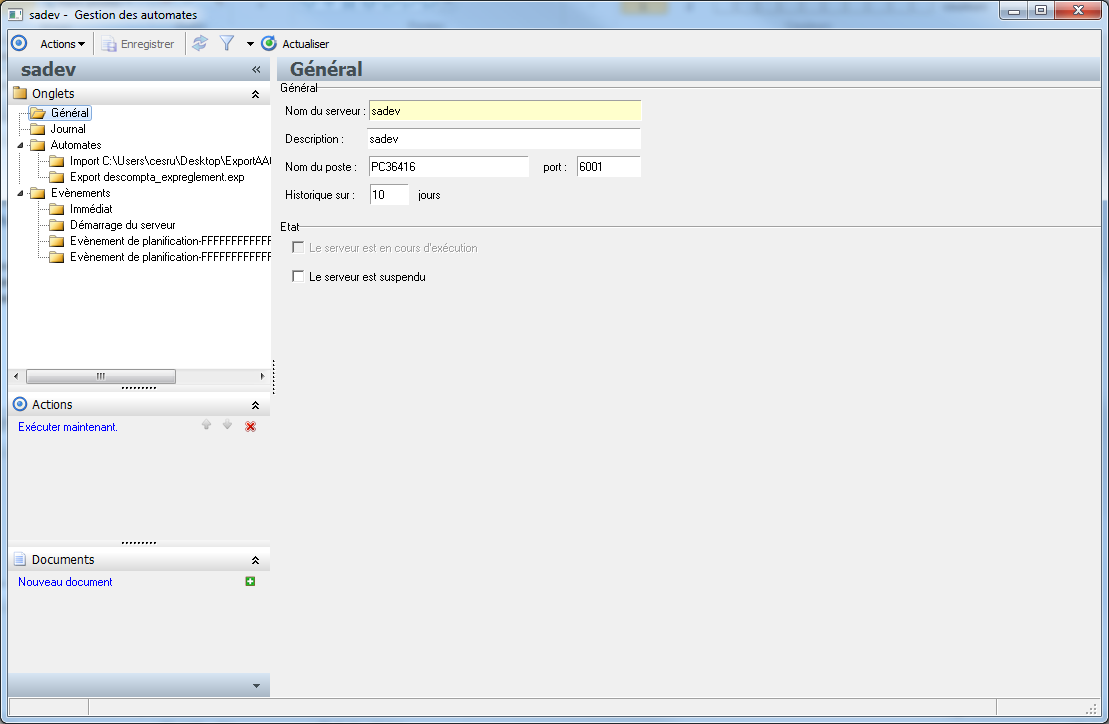 sadev - Gestion des automates
Actions Enregistrer Actualiser
sadev
Général
Onglets
Général
Journal
Automates
Import C:\Users\cesru\Desktop\ExportAA
Export descompta_expreglement.exp
Evènements
Immédiat
Démarrage du serveur
Evènement de planification-FFFFFFFFFFFF
Evènement de planification-FFFFFFFFFFFF
Actions
Exécuter maintenant.
Documents
Nouveau document
Général
Nom du serveur : sadev
Description : sadev
Nom du poste : PC36416 port : 6001
Historique sur : 10 jours
Etat
Le serveur est en cours d'exécution
Le serveur est suspendu